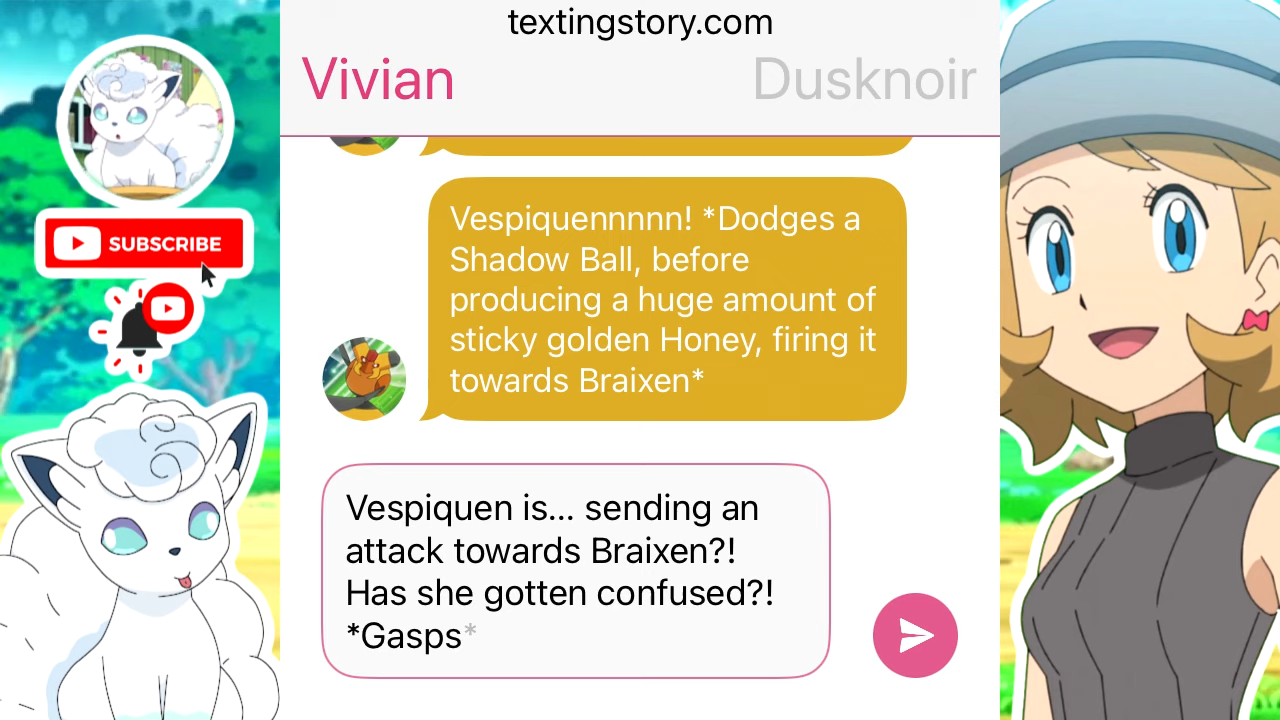 textingstory.com
Vivian
Dusknoir
Vespiquennnnn! *Dodges a
Shadow Ball, before
producing a huge amount of
sticky golden Honey, firing it
towards Braixen*
SUBSCRIBE
Vespiquen is... sending an
attack towards Braixen?!
Has she gotten confused?!
*Gasps*